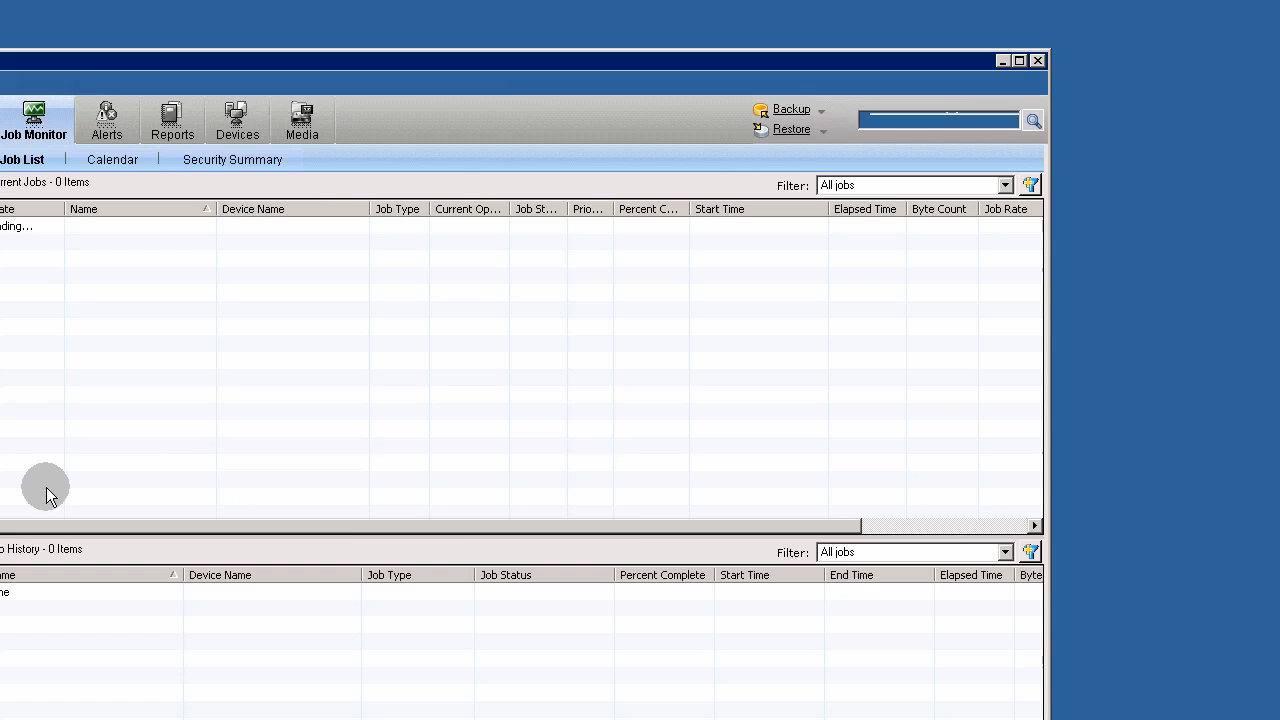 Job Monitor Alerts Reports Devices Media Backup
Restore
Job List Calendar Security Summary
rrent Jobs - 0 Items Filter: All jobs
ate Name Device Name Job Type Current Op... Job St... Prio... Percent C... Start Time Elapsed Time Byte Count Job Rate
ding...
History - 0 Items Filter: All jobs
ame Device Name Job Type Job Status Percent Complete Start Time End Time Elapsed Time Byte
ne